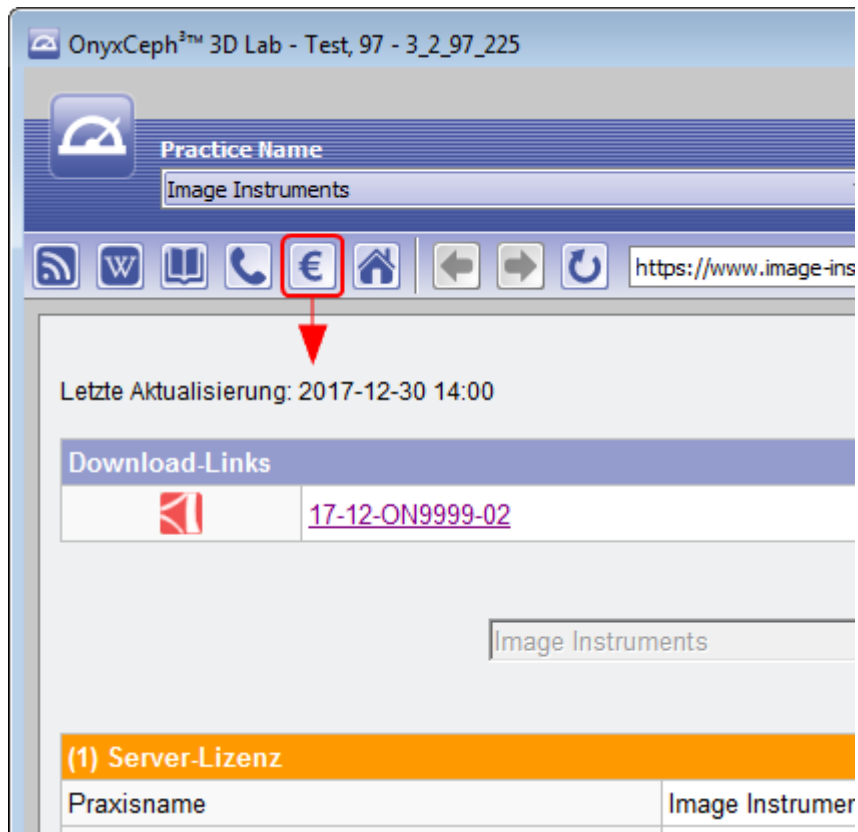 OnyxCeph³™ 3D Lab - Test, 97 - 3_2_97_225
Practice Name
Image Instruments
W € https://www.image-ins
Letzte Aktualisierung: 2017-12-30 14:00
Download-Links
17-12-ON9999-02
Image Instruments
(1) Server-Lizenz
Praxisname Image Instrumen